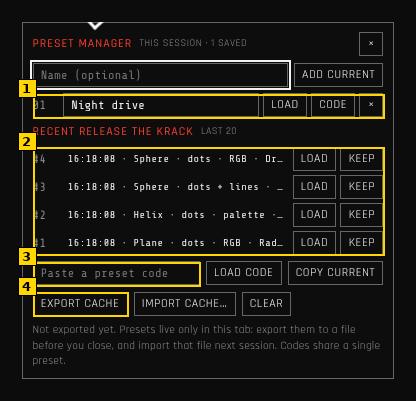 PRESET MANAGER THIS SESSION · 1 SAVED ×
Name (optional) ADD CURRENT
1
01 Night drive LOAD CODE ×
RECENT RELEASE THE KRACK LAST 20
2
#4 16:18:08 · Sphere · dots · RGB · Dr… LOAD KEEP
#3 16:18:08 · Sphere · dots + lines · … LOAD KEEP
#2 16:18:08 · Helix · dots · palette ·… LOAD KEEP
#1 16:18:08 · Plane · dots · RGB · Rad… LOAD KEEP
3
Paste a preset code LOAD CODE COPY CURRENT
4
EXPORT CACHE IMPORT CACHE… CLEAR
Not exported yet. Presets live only in this tab: export them to a file
before you close, and import that file next session. Codes share a single
preset.